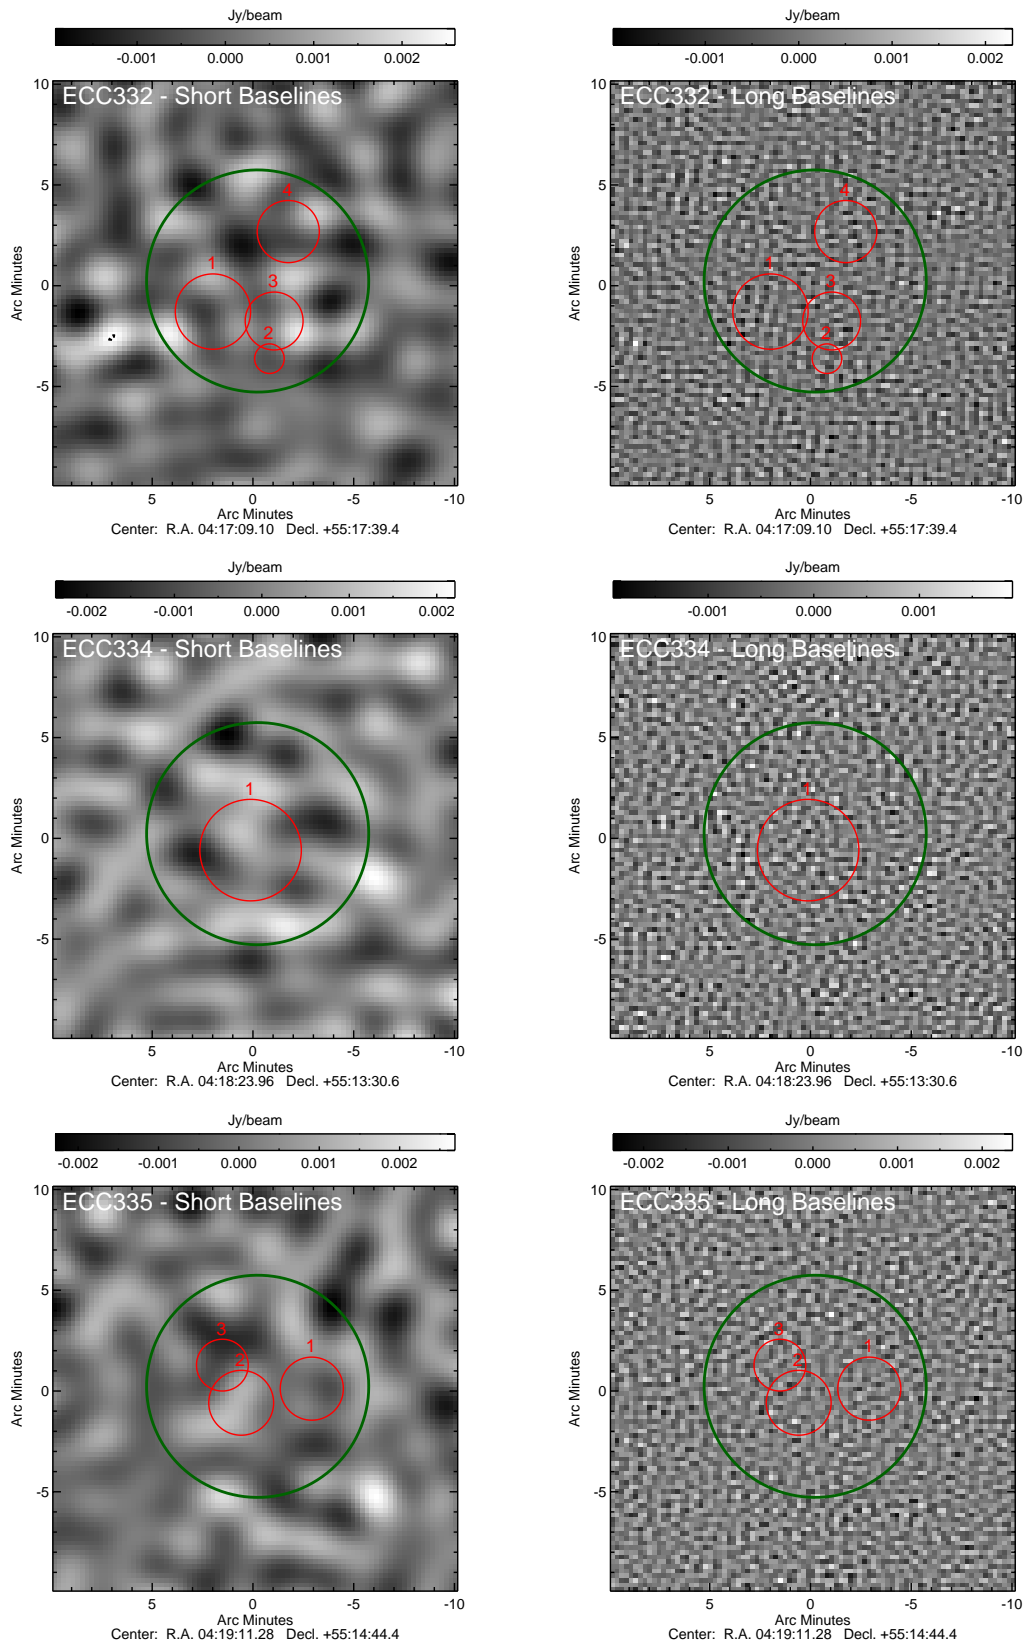 Jy/beam
-0.001 0.000 0.001 0.002
ECC332 - Short Baselines
10
5
0
-5
Arc Minutes
4
1
3
2
5 0 -5 -10
Arc Minutes
Center: R.A. 04:17:09.10 Decl. +55:17:39.4
Jy/beam
-0.001 0.000 0.001 0.002
ECC332 - Long Baselines
10
5
0
-5
Arc Minutes
4
1
3
2
5 0 -5 -10
Arc Minutes
Center: R.A. 04:17:09.10 Decl. +55:17:39.4
Jy/beam
-0.002 -0.001 0.000 0.001 0.002
ECC334 - Short Baselines
10
5
0
-5
Arc Minutes
1
5 0 -5 -10
Arc Minutes
Center: R.A. 04:18:23.96 Decl. +55:13:30.6
Jy/beam
-0.001 0.000 0.001
ECC334 - Long Baselines
10
5
0
-5
Arc Minutes
1
5 0 -5 -10
Arc Minutes
Center: R.A. 04:18:23.96 Decl. +55:13:30.6
Jy/beam
-0.002 -0.001 0.000 0.001 0.002
ECC335 - Short Baselines
10
5
0
-5
Arc Minutes
3
1
2
5 0 -5 -10
Arc Minutes
Center: R.A. 04:19:11.28 Decl. +55:14:44.4
Jy/beam
-0.002 -0.001 0.000 0.001 0.002
ECC335 - Long Baselines
10
5
0
-5
Arc Minutes
3
1
2
5 0 -5 -10
Arc Minutes
Center: R.A. 04:19:11.28 Decl. +55:14:44.4